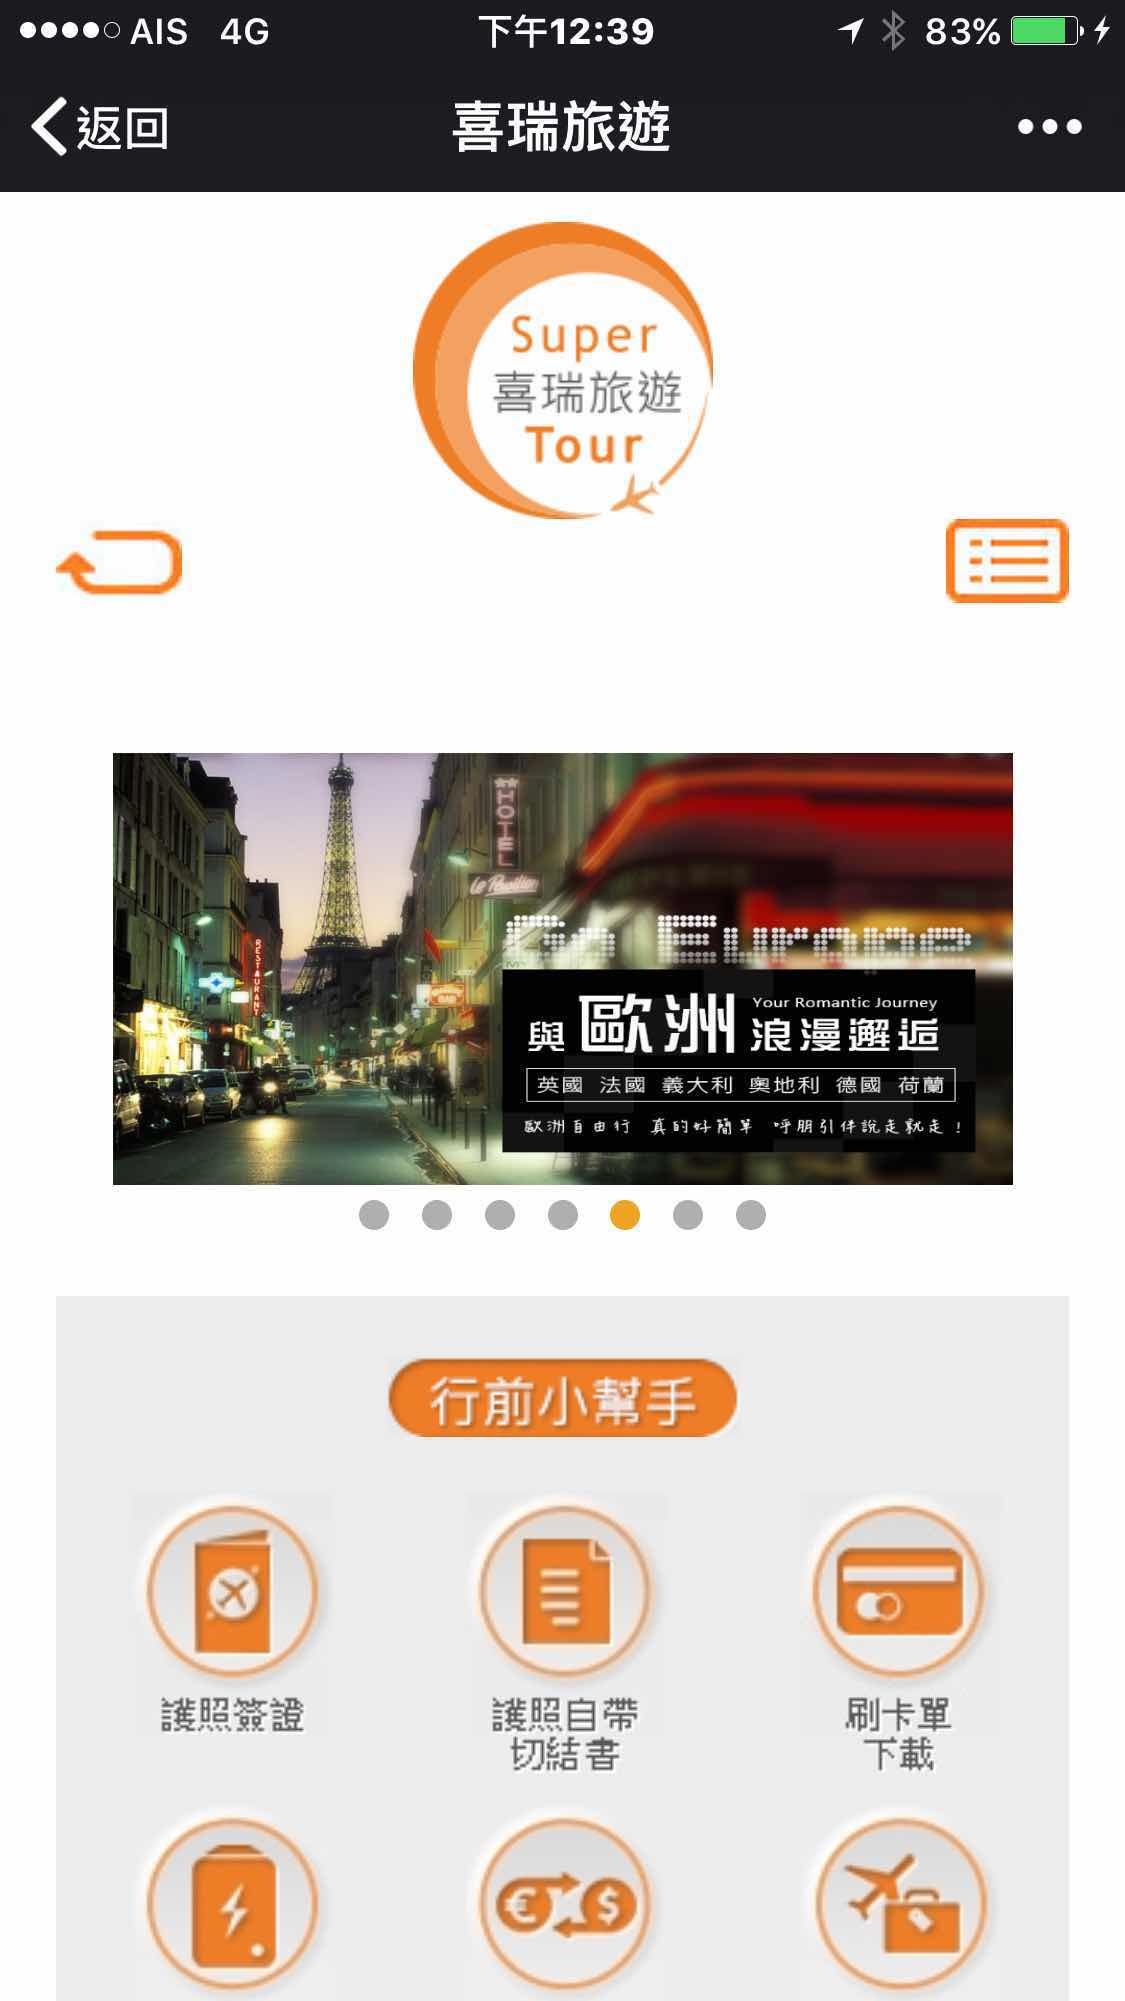 AIS 4G 下午12:39 83%
返回 喜瑞旅遊
Super
喜瑞旅遊
Tour
HOTEL
Le Pavillon
RESTAURANT
Go Europe
與歐洲 Your Romantic Journey
浪漫邂逅
英國 法國 義大利 奧地利 德國 荷蘭
歐洲自由行 真的好簡單 呼朋引伴說走就走！
行前小幫手
護照簽證
護照自帶
切結書
刷卡單
下載